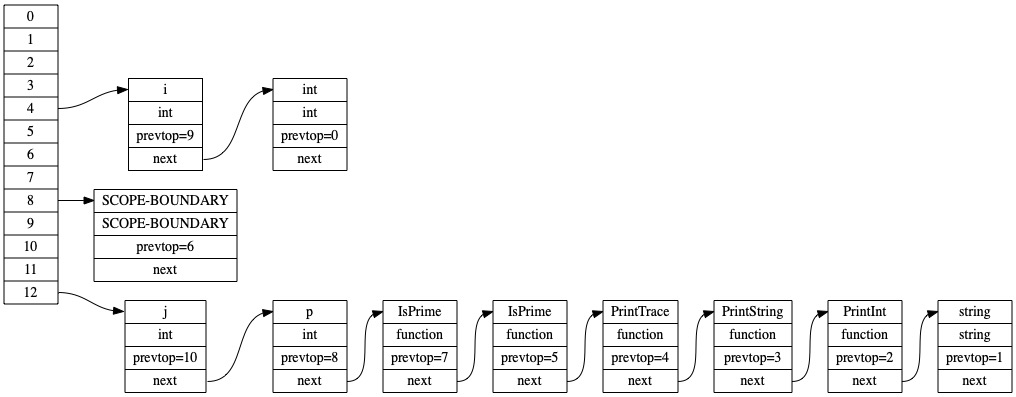 0
1
2
3
4
5
6
7
8
9
10
11
12
i
int
prevtop=9
next
int
int
prevtop=0
next
SCOPE-BOUNDARY
SCOPE-BOUNDARY
prevtop=6
next
j
int
prevtop=10
next
p
int
prevtop=8
next
IsPrime
function
prevtop=7
next
IsPrime
function
prevtop=5
next
PrintTrace
function
prevtop=4
next
PrintString
function
prevtop=3
next
PrintInt
function
prevtop=2
next
string
string
prevtop=1
next